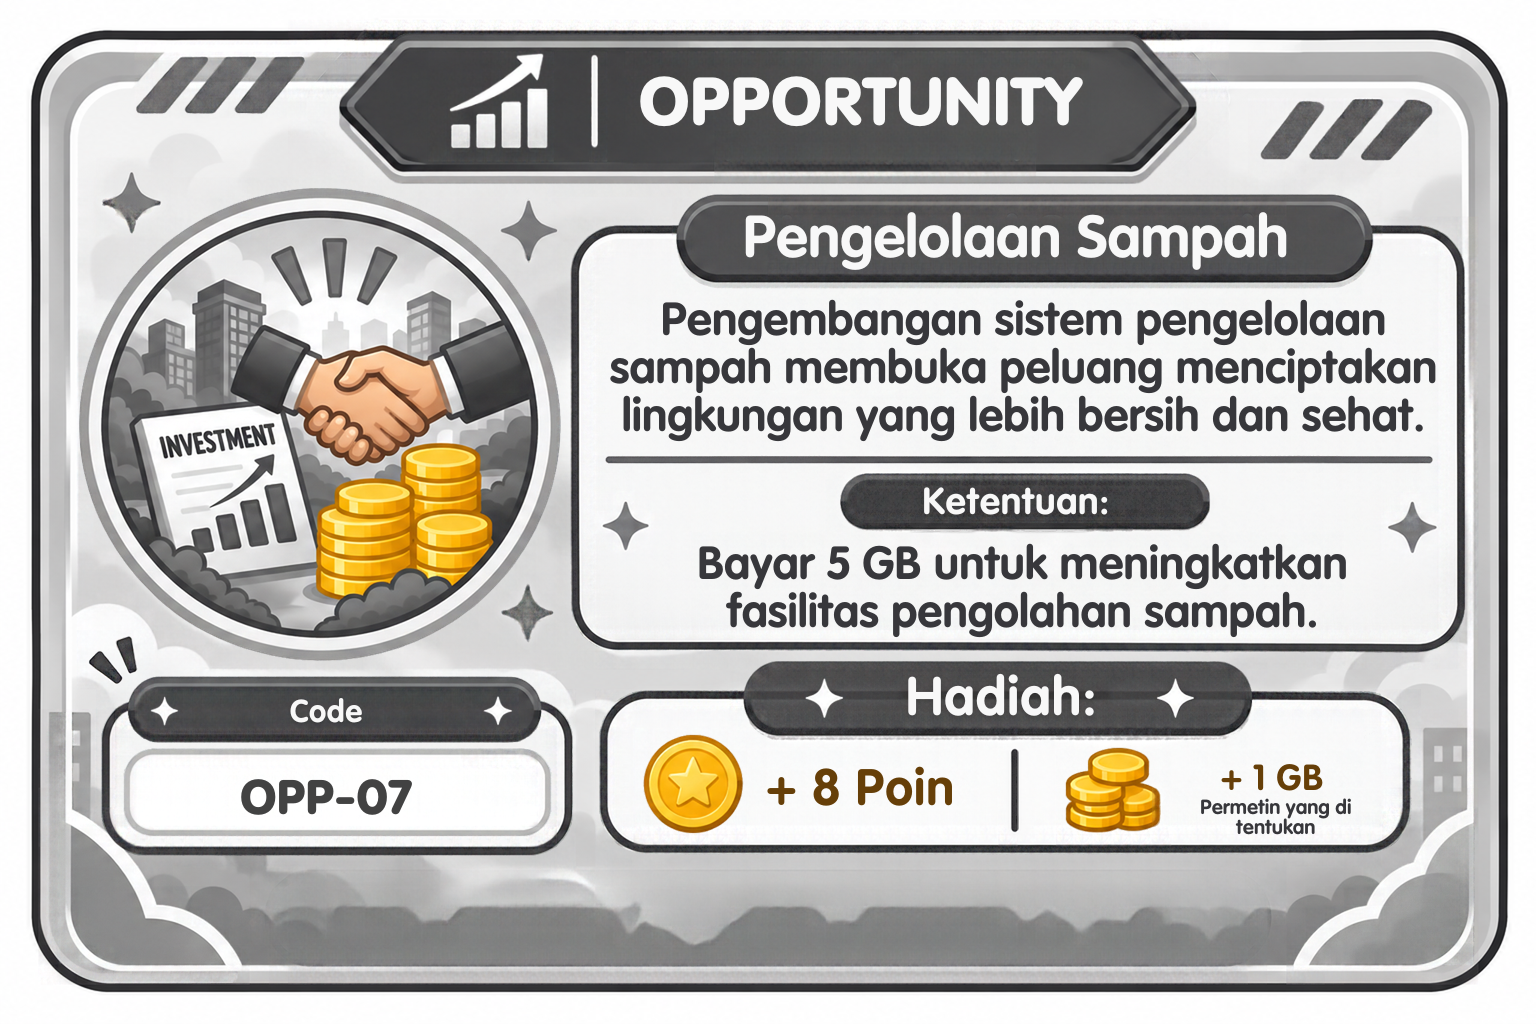 OPPORTUNITY
Pengelolaan Sampah
Pengembangan sistem pengelolaan
sampah membuka peluang menciptakan
lingkungan yang lebih bersih dan sehat.
INVESTMENT
Ketentuan:
Bayar 5 GB untuk meningkatkan
fasilitas pengolahan sampah.
Code
OPP-07
Hadiah:
+ 8 Poin
+ 1 GB
Permetin yang di
tentukan